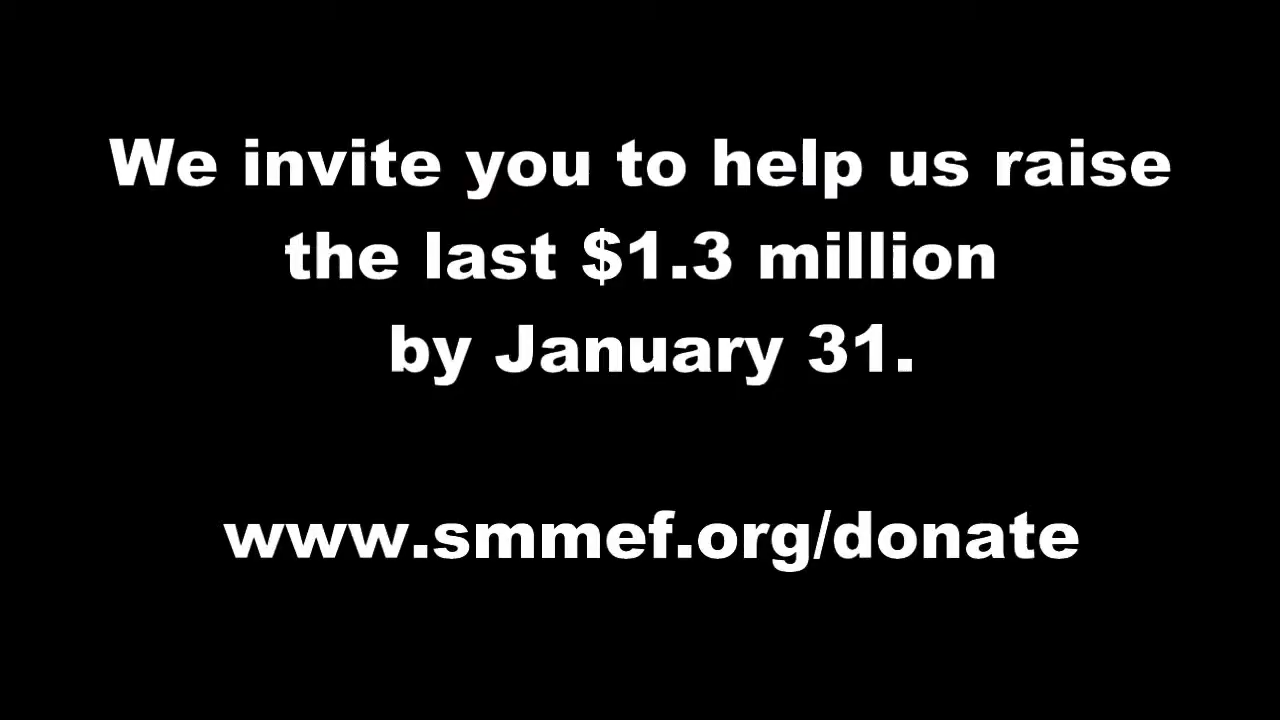 We invite you to help us raise
the last $1.3 million
by January 31.
www.smmef.org/donate